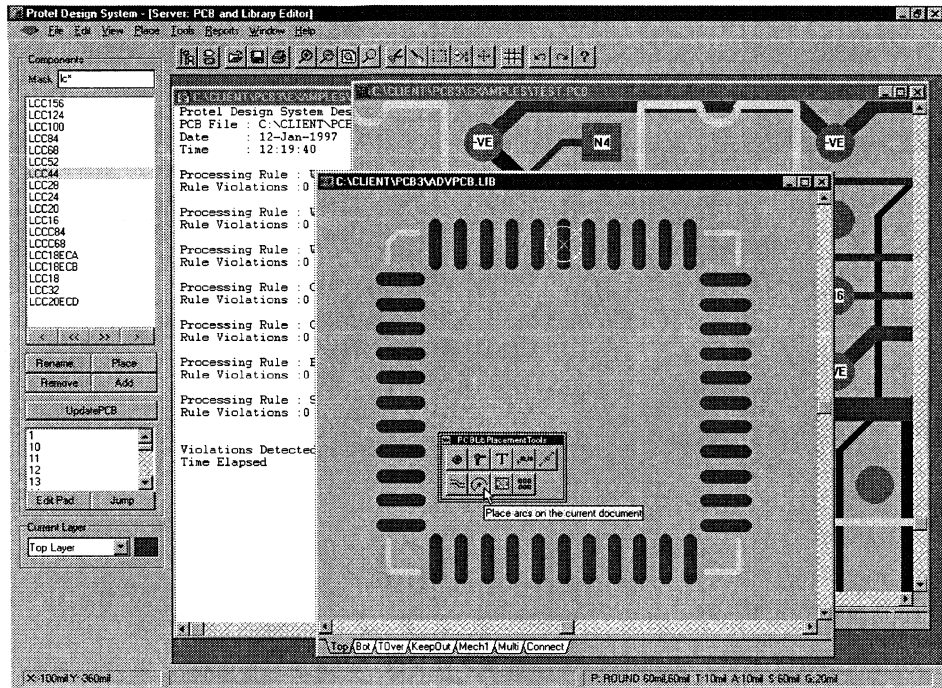 Protel Design System - [Server: PCB and Library Editor]
File Edit View Place Tools Reports Window Help
Components
Mask lc*
LCC156
LCC124
LCC100
LCC84
LCC68
LCC52
LCC44
LCC28
LCC24
LCC20
LCC16
LCCC84
LCCC68
LCC18ECA
LCC18ECB
LCC18
LCC32
LCC20ECD
< << >> >
Rename Place
Remove Add
UpdatePCB
1
10
11
12
13
Edit Pad Jump
Current Layer
Top Layer
C:\CLIENT\PCB3\EXAMPLES\
Protel Design System Des
PCB File : C:\CLIENT\PCB
Date : 12-Jan-1997
Time : 12:19:40
Processing Rule : W
Rule Violations :0
Processing Rule : W
Rule Violations :0
Processing Rule : W
Rule Violations :0
Processing Rule : C
Rule Violations :0
Processing Rule : C
Rule Violations :0
Processing Rule :
Rule Violations :0
Processing Rule : S
Rule Violations :0
Violations Detected
Time Elapsed
C:\CLIENT\PCB3\EXAMPLES\TEST.PCB
-VE
N4
-VE
C:\CLIENT\PCB3\ADVPCB.LIB
PCBLib PlacementTools
T
Place arcs on the current document
Top Bot TOver KeepOut Mech1 Multi Connect
X:-100mil Y:-360mil
P: ROUND 60mil,60mil T:10mil A:10mil S:60mil G:20mil